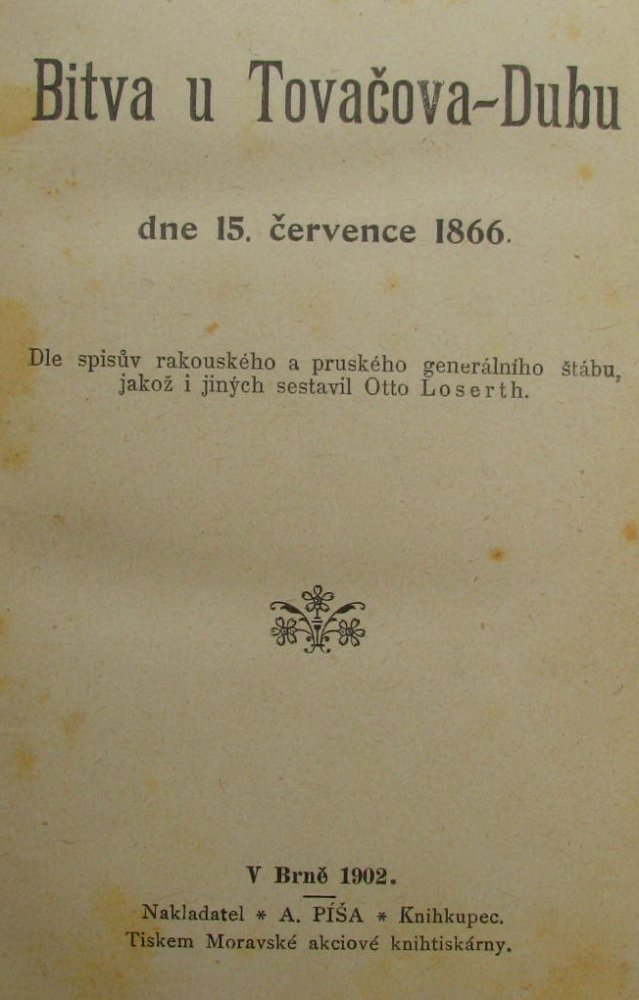 Bitva u Tovačova-Dubu
dne 15. července 1866.
Dle spisův rakouského a pruského generálního štábu,
jakož i jiných sestavil Otto Loserth.
V Brně 1902.
Nakladatel * A. PÍŠA * Knihkupec.
Tiskem Moravské akciové knihtiskárny.